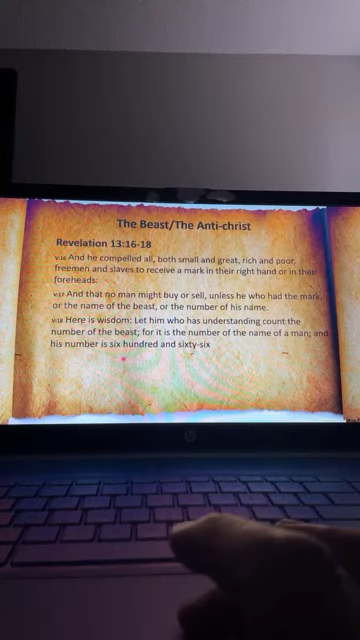 The Beast/The Anti-christ
Revelation 13:16-18
v:16 And he compelled all, both small and great, rich and poor,
freemen and slaves to receive a mark in their right hand or in their
foreheads:
v:17 And that no man might buy or sell, unless he who had the mark,
or the name of the beast, or the number of his name.
v:18 Here is wisdom: Let him who has understanding count the
number of the beast; for it is the number of the name of a man; and
his number is six hundred and sixty-six
hp